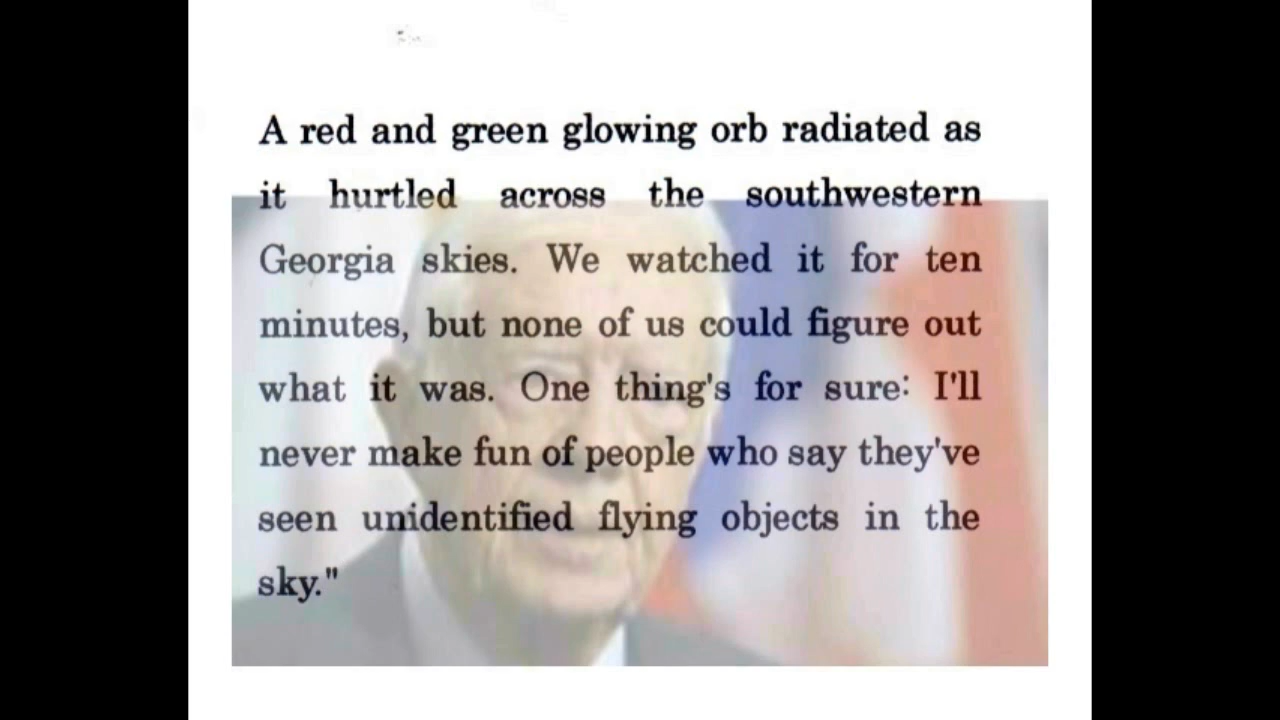 A red and green glowing orb radiated as
it hurtled across the southwestern
Georgia skies. We watched it for ten
minutes, but none of us could figure out
what it was. One thing's for sure: I'll
never make fun of people who say they've
seen unidentified flying objects in the
sky."